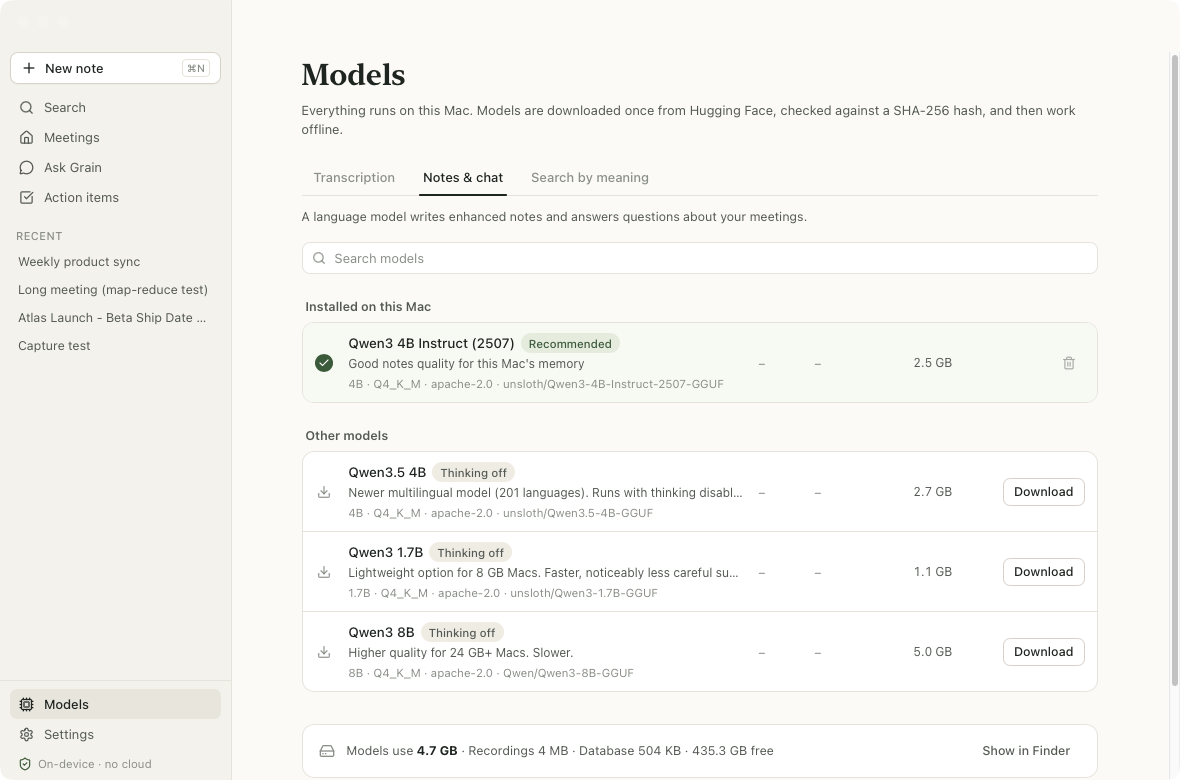 New note ⌘N
Search
Meetings
Ask Grain
Action items
RECENT
Weekly product sync
Long meeting (map-reduce test)
Atlas Launch - Beta Ship Date ...
Capture test
Models
Settings
On-device · no cloud
Models
Everything runs on this Mac. Models are downloaded once from Hugging Face, checked against a SHA-256 hash, and then work
offline.
Transcription Notes & chat Search by meaning
A language model writes enhanced notes and answers questions about your meetings.
Search models
Installed on this Mac
Qwen3 4B Instruct (2507) Recommended
Good notes quality for this Mac's memory – – 2.5 GB
4B · Q4_K_M · apache-2.0 · unsloth/Qwen3-4B-Instruct-2507-GGUF
Other models
Qwen3.5 4B Thinking off
Newer multilingual model (201 languages). Runs with thinking disabl... – – 2.7 GB Download
4B · Q4_K_M · apache-2.0 · unsloth/Qwen3.5-4B-GGUF
Qwen3 1.7B Thinking off
Lightweight option for 8 GB Macs. Faster, noticeably less careful su... – – 1.1 GB Download
1.7B · Q4_K_M · apache-2.0 · unsloth/Qwen3-1.7B-GGUF
Qwen3 8B Thinking off
Higher quality for 24 GB+ Macs. Slower. – – 5.0 GB Download
8B · Q4_K_M · apache-2.0 · Qwen/Qwen3-8B-GGUF
Models use 4.7 GB · Recordings 4 MB · Database 504 KB · 435.3 GB free Show in Finder